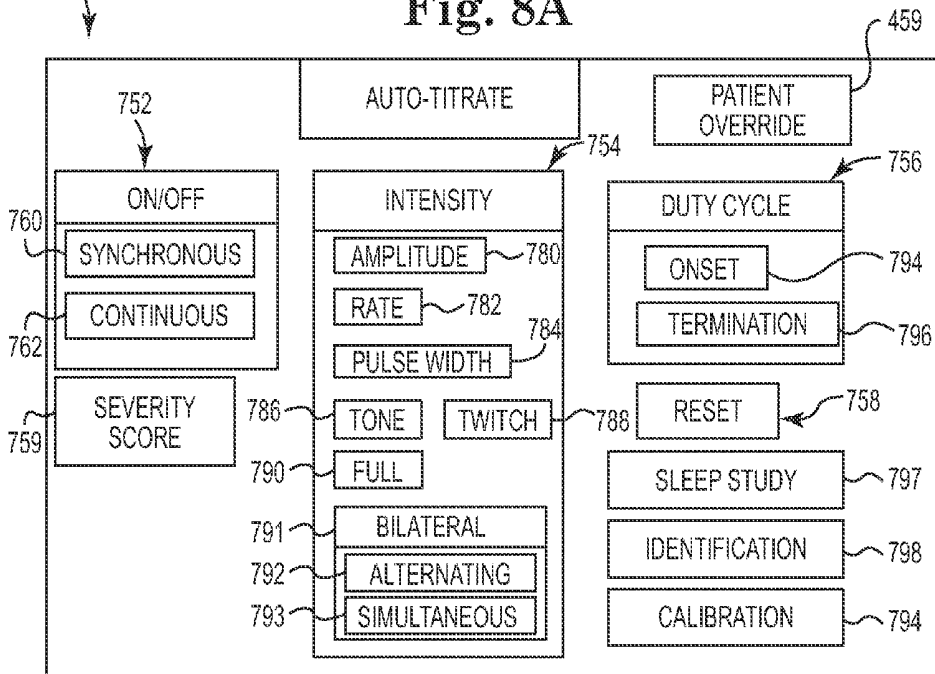 Fig. 8A
459
AUTO-TITRATE
PATIENT
OVERRIDE
752
754
756
ON/OFF
INTENSITY
DUTY CYCLE
760
SYNCHRONOUS
AMPLITUDE
780
ONSET
794
762
CONTINUOUS
RATE
782
TERMINATION
796
PULSE WIDTH
784
759
SEVERITY
SCORE
786
TONE
TWITCH
788
RESET
758
790
FULL
SLEEP STUDY
797
791
BILATERAL
IDENTIFICATION
798
792
ALTERNATING
793
SIMULTANEOUS
CALIBRATION
794